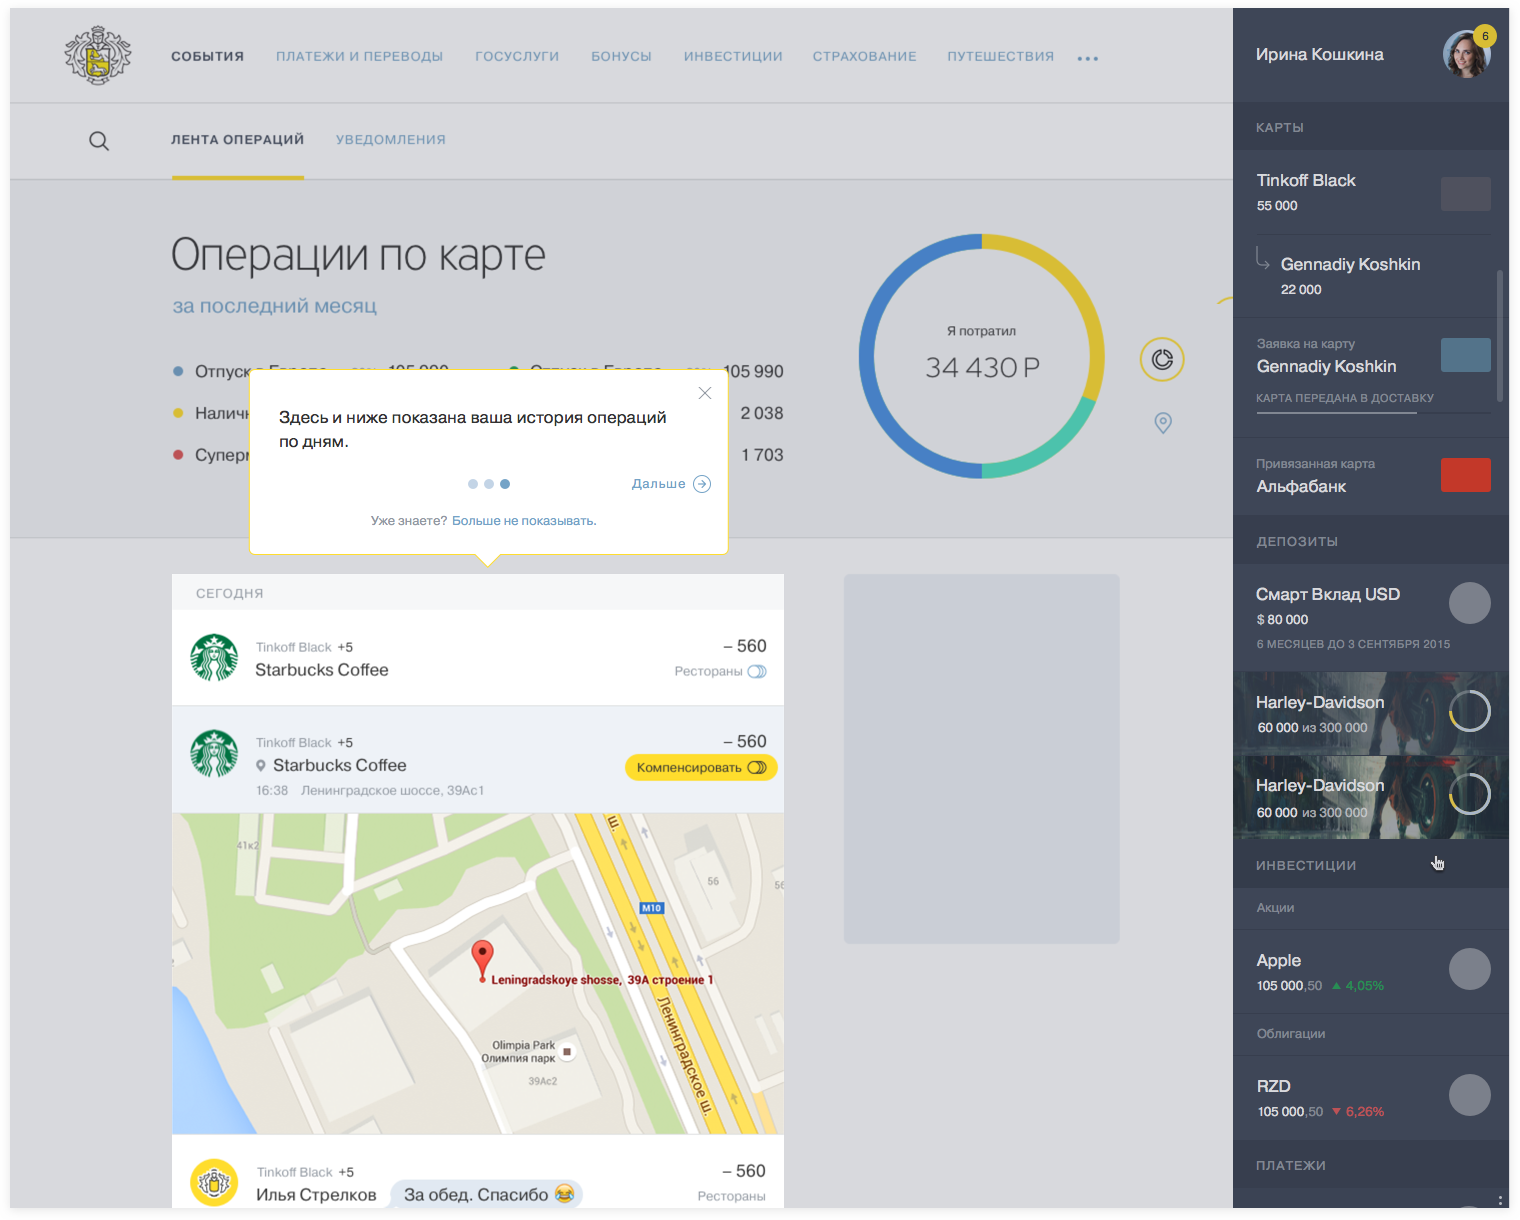 СОБЫТИЯ ПЛАТЕЖИ И ПЕРЕВОДЫ ГОСУСЛУГИ БОНУСЫ ИНВЕСТИЦИИ СТРАХОВАНИЕ ПУТЕШЕСТВИЯ
ЛЕНТА ОПЕРАЦИЙ УВЕДОМЛЕНИЯ
Операции по карте
за последний месяц
Отпуск в Европе 105 990
105 990
2 038
1 703
Я потратил
34 430 Р
Здесь и ниже показана ваша история операций
по дням.
Дальше
Уже знаете? Больше не показывать.
СЕГОДНЯ
Tinkoff Black +5
– 560
Starbucks Coffee
Рестораны
Tinkoff Black +5
– 560
Starbucks Coffee
Компенсировать
16:38 Ленинградское шоссе, 39Ас1
41к2
ш.
56
56
M10
Leningradskoye shosse, 39А строение 1
Ленинградское ш.
Olimpia Park
Олимпия парк
39Ас2
Tinkoff Black +5
– 560
Илья Стрелков
За обед. Спасибо 😂
Рестораны
Ирина Кошкина
6
КАРТЫ
Tinkoff Black
55 000
Gennadiy Koshkin
22 000
Заявка на карту
Gennadiy Koshkin
КАРТА ПЕРЕДАНА В ДОСТАВКУ
Привязанная карта
Альфабанк
ДЕПОЗИТЫ
Смарт Вклад USD
$ 80 000
6 МЕСЯЦЕВ ДО 3 СЕНТЯБРЯ 2015
Harley-Davidson
60 000 из 300 000
Harley-Davidson
60 000 из 300 000
ИНВЕСТИЦИИ
Акции
Apple
105 000,50 ▲ 4,05%
Облигации
RZD
105 000,50 ▼ 6,26%
ПЛАТЕЖИ